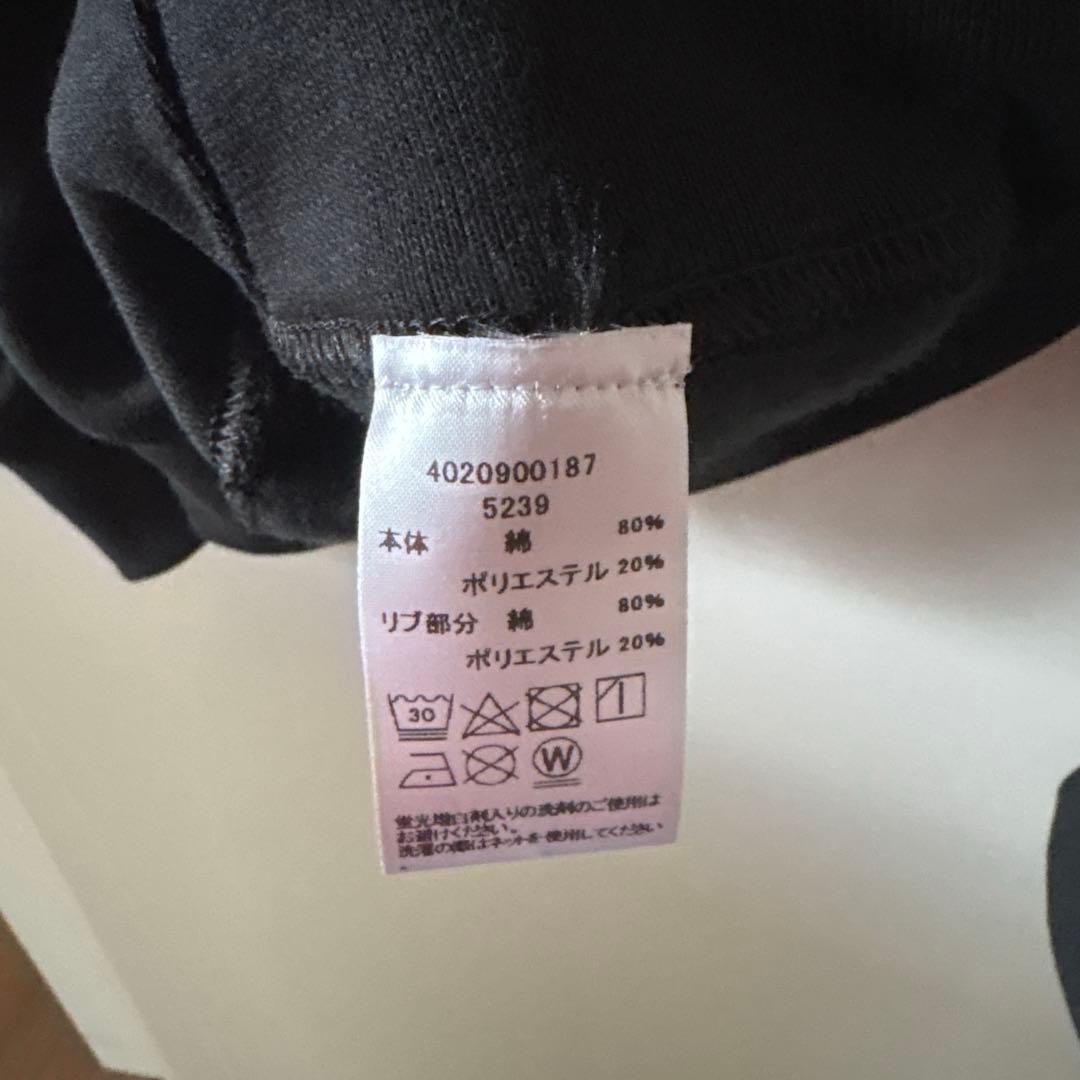 4020900187
5239
本体 綿 80%
ポリエステル 20%
リブ部分 綿 80%
ポリエステル 20%
30
W
蛍光増白剤入りの洗剤のご使用は
お避けください。
洗濯の際はネットを使用してください